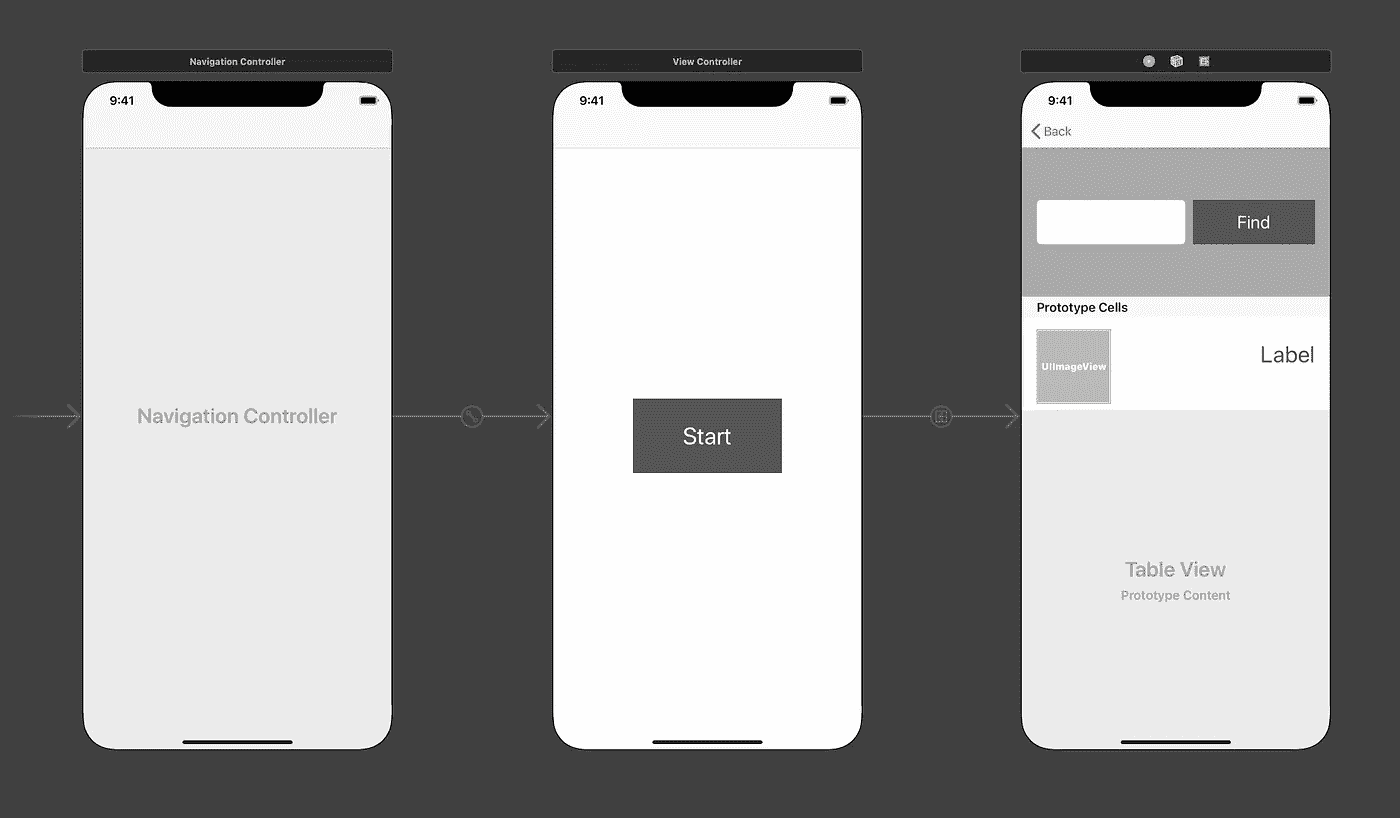 Navigation Controller
9:41
Navigation Controller
View Controller
9:41
Start
9:41
Back
Find
Prototype Cells
UIImageView
Label
Table View
Prototype Content